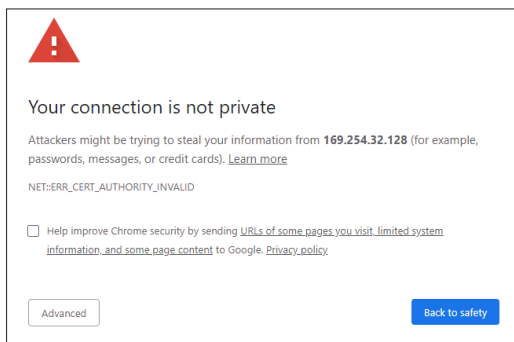 Your connection is not private
Attackers might be trying to steal your information from 169.254.32.128 (for example,
passwords, messages, or credit cards). Learn more
NET::ERR_CERT_AUTHORITY_INVALID
Help improve Chrome security by sending URLs of some pages you visit, limited system
information, and some page content to Google. Privacy policy
Advanced
Back to safety